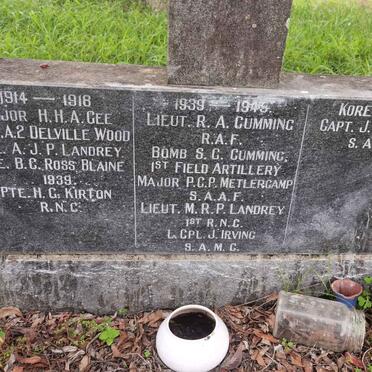 1914 — 1918
JOR H.H.A. GEE
.A.2 DELVILLE WOOD
A.J.P. LANDREY
E. B.C. ROSS BLAINE
1939...
PTE. H.G. KIRTON
R.N.C.
1939 — 1945
LIEUT. R.A. CUMMING
R.A.F.
BOMB S.G. CUMMING.
1ST FIELD ARTILLERY
MAJOR P.C.P. METLERCAMP
S.A.A.F.
LIEUT. M.R.P. LANDREY
1ST R.N.C.
L. CPL. J. IRVING
S.A.M.C.
KORE
CAPT. J.
S.A